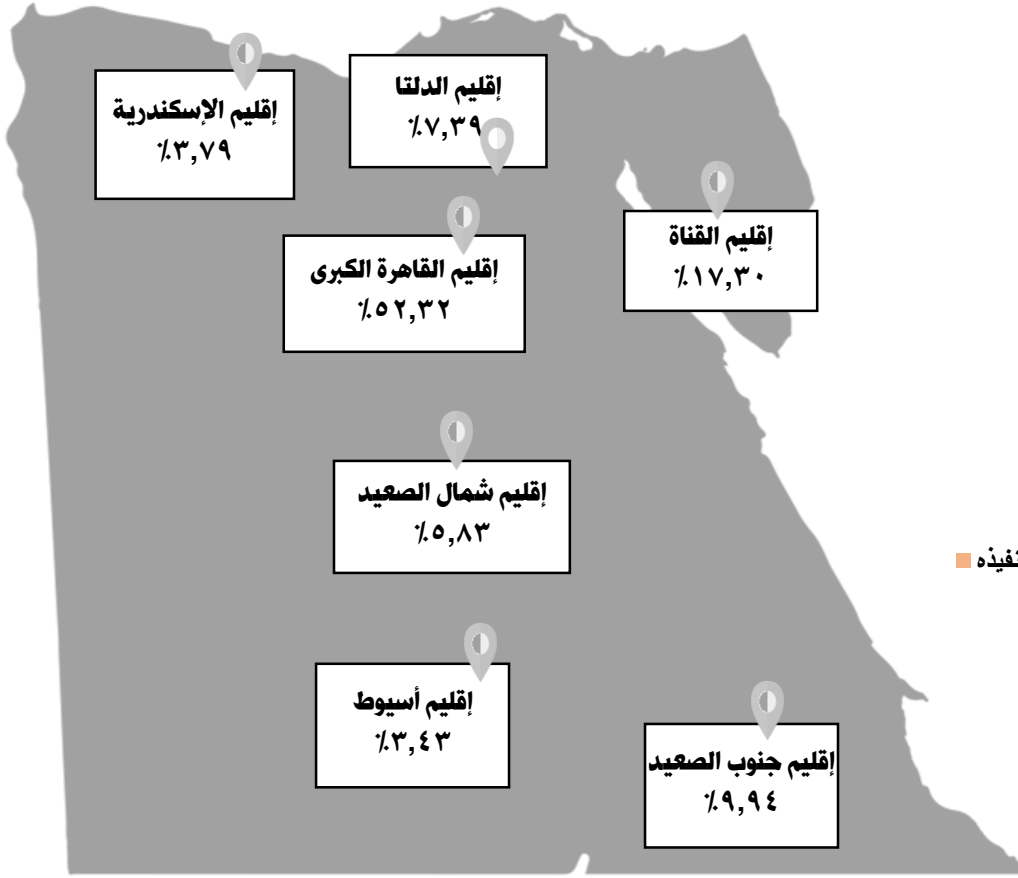 إقليم الإسكندرية
٪٣,٧٩
إقليم الدلتا
٪٧,٣٩
إقليم القناة
٪١٧,٣٠
إقليم القاهرة الكبرى
٪٥٢,٣٢
إقليم شمال الصعيد
٪٥,٨٣
إقليم أسيوط
٪٣,٤٣
إقليم جنوب الصعيد
٪٩,٩٤